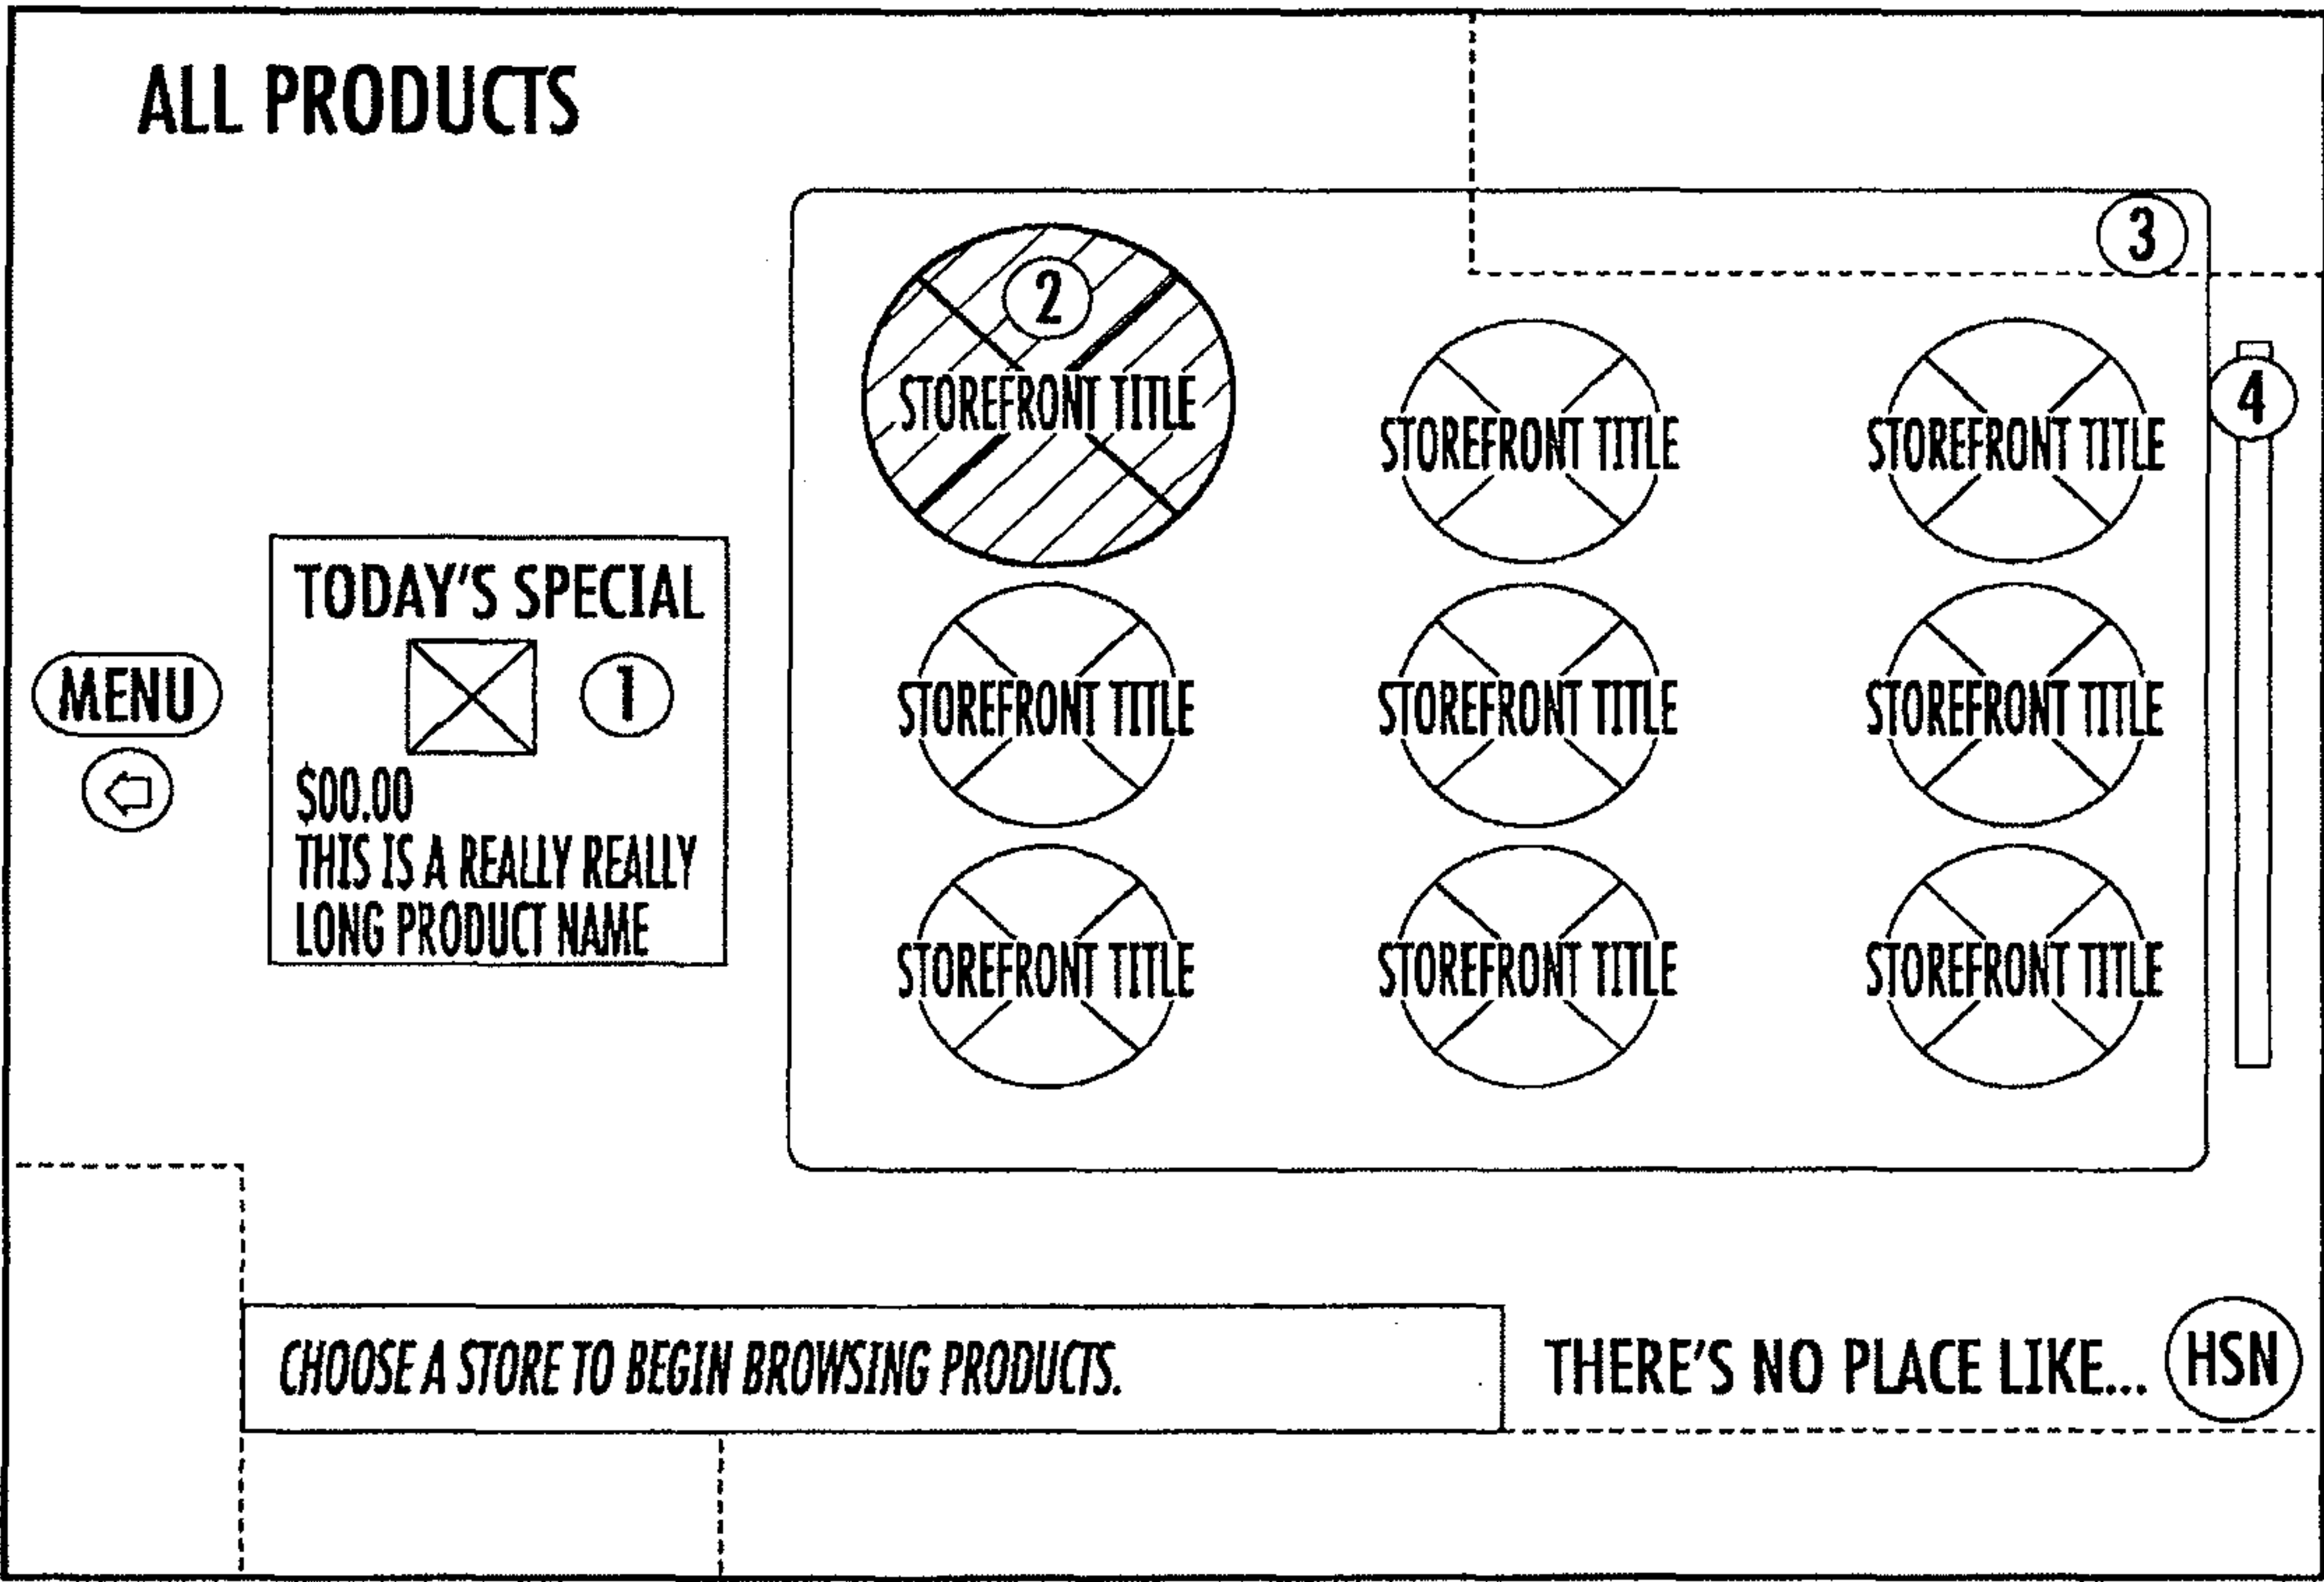 ALL PRODUCTS
3
2
STOREFRONT TITLE
STOREFRONT TITLE
STOREFRONT TITLE
4
TODAY'S SPECIAL
MENU
1
$00.00
THIS IS A REALLY REALLY
LONG PRODUCT NAME
STOREFRONT TITLE
STOREFRONT TITLE
STOREFRONT TITLE
STOREFRONT TITLE
STOREFRONT TITLE
STOREFRONT TITLE
CHOOSE A STORE TO BEGIN BROWSING PRODUCTS.
THERE'S NO PLACE LIKE... HSN